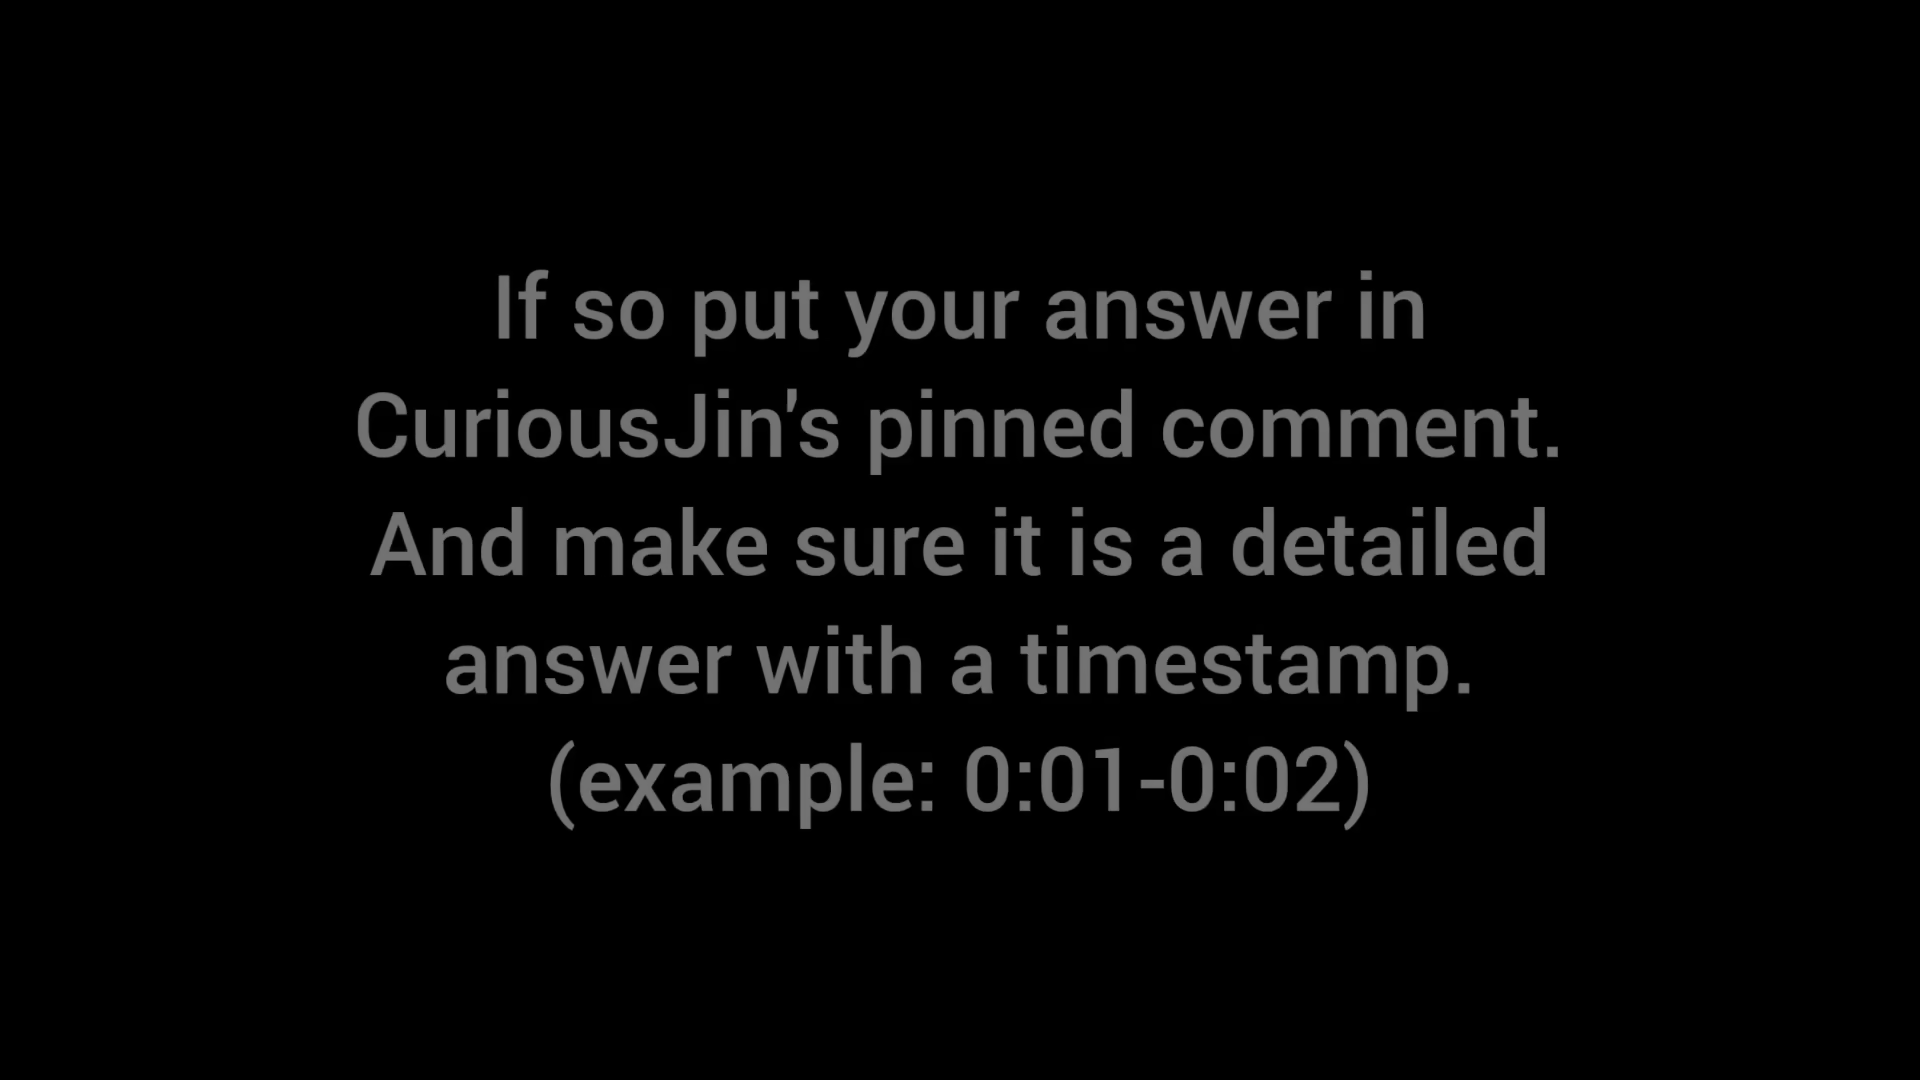 If so put your answer in
CuriousJin's pinned comment.
And make sure it is a detailed
answer with a timestamp.
(example: 0:01-0:02)